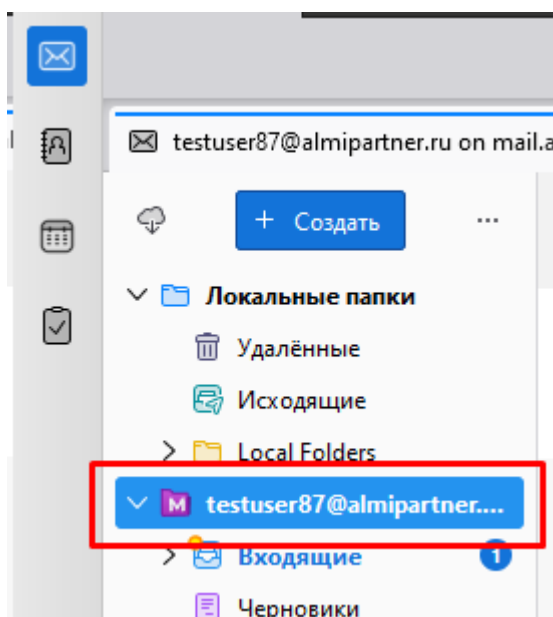 testuser87@almipartner.ru on mail.a
+ Создать ...
Локальные папки
Удалённые
Исходящие
Local Folders
M testuser87@almipartner....
Входящие 1
Черновики